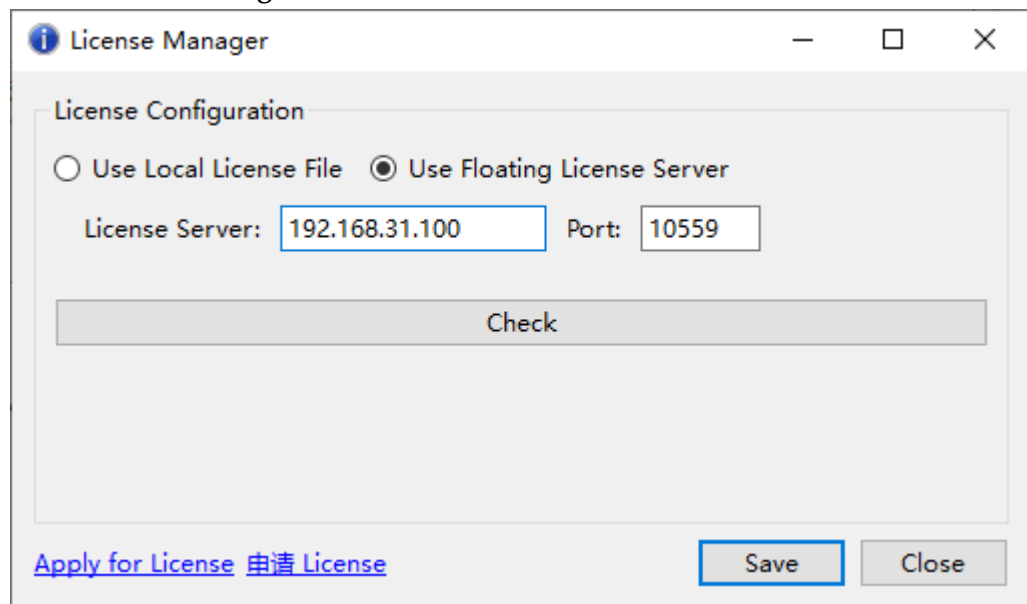 License Manager
License Configuration
Use Local License File Use Floating License Server
License Server: 192.168.31.100 Port: 10559
Check
Apply for License 申请 License Save Close